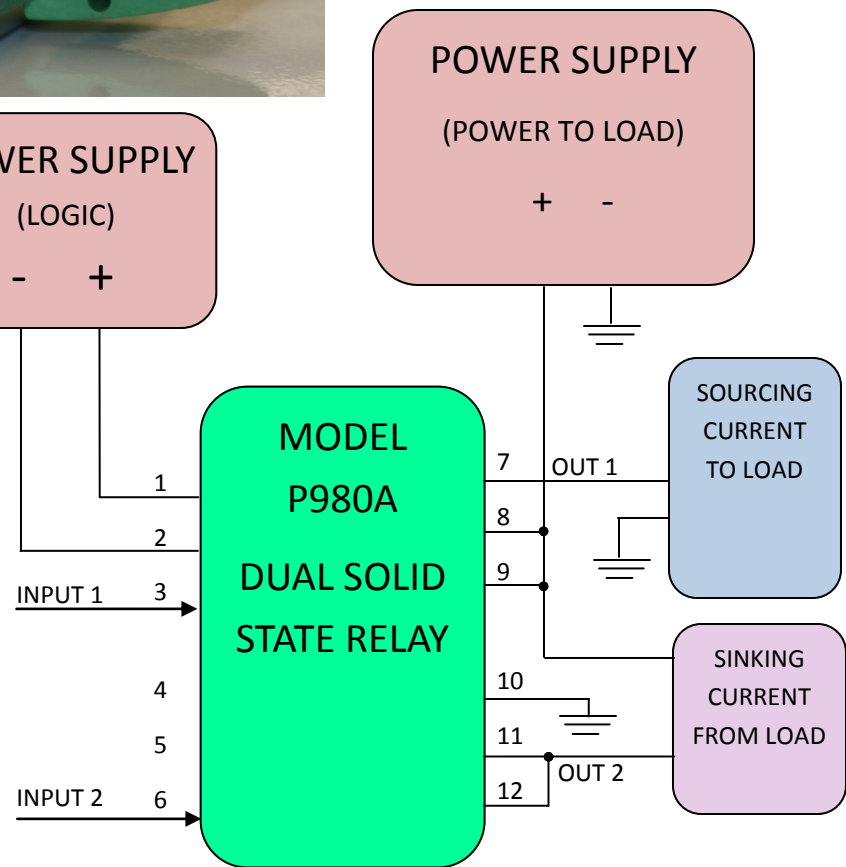 POWER SUPPLY
(POWER TO LOAD)
+ -
SUPPLY
(LOGIC)
- +
MODEL
P980A
DUAL SOLID
STATE RELAY
1
2
INPUT 1 3
4
5
INPUT 2 6
7 OUT 1
8
9
10
11
OUT 2
12
SOURCING
CURRENT
TO LOAD
SINKING
CURRENT
FROM LOAD